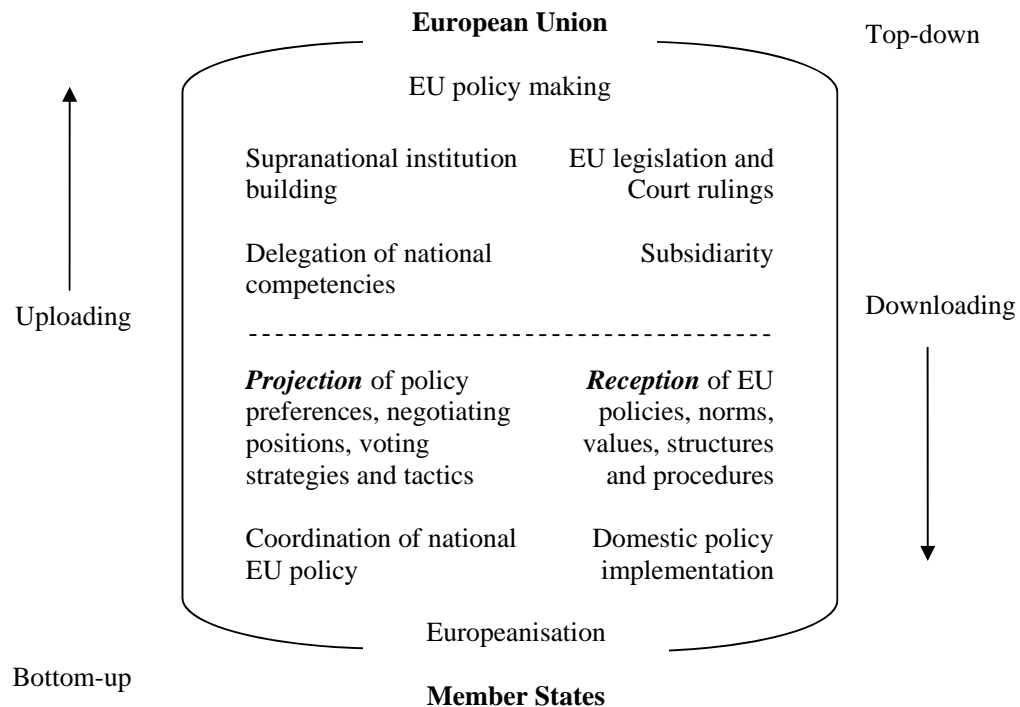 European Union
Top-down
EU policy making
Supranational institution
building
EU legislation and
Court rulings
Delegation of national
competencies
Subsidiarity
Uploading
Downloading
Projection of policy
preferences, negotiating
positions, voting
strategies and tactics
Reception of EU
policies, norms,
values, structures
and procedures
Coordination of national
EU policy
Domestic policy
implementation
Europeanisation
Bottom-up
Member States